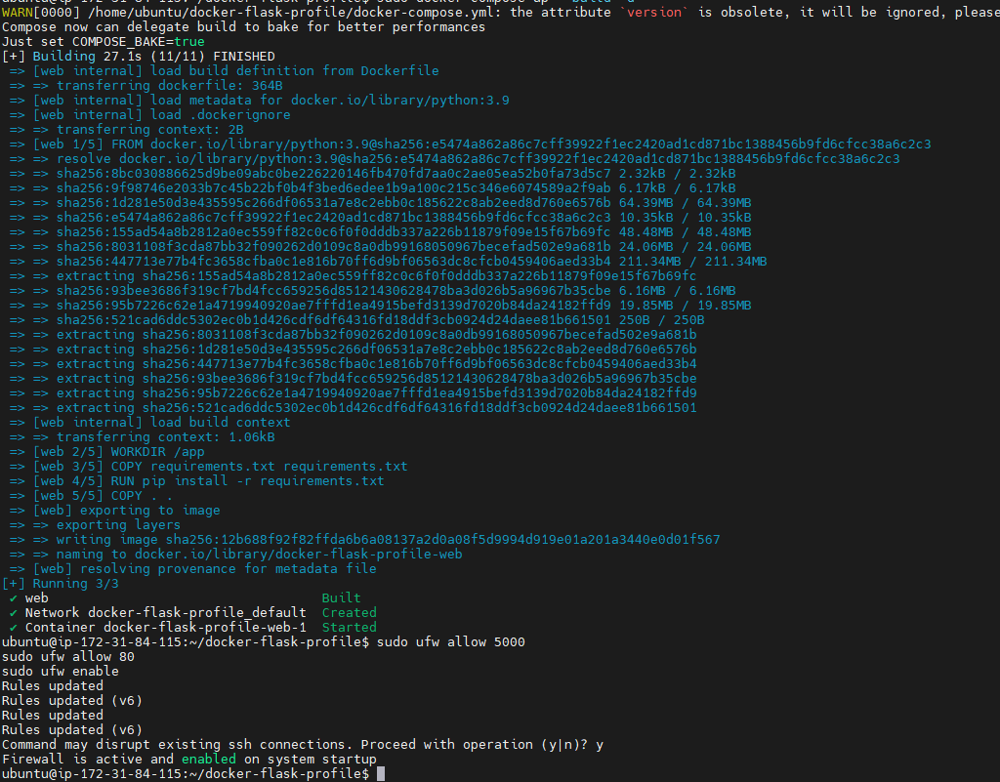 WARN[0000] /home/ubuntu/docker-flask-profile/docker-compose.yml: the attribute `version` is obsolete, it will be ignored, please
Compose now can delegate build to bake for better performances
Just set COMPOSE_BAKE=true
[+] Building 27.1s (11/11) FINISHED
=> [web internal] load build definition from Dockerfile
=> => transferring dockerfile: 364B
=> [web internal] load metadata for docker.io/library/python:3.9
=> [web internal] load .dockerignore
=> => transferring context: 2B
=> [web 1/5] FROM docker.io/library/python:3.9@sha256:e5474a862a86c7cff39922f1ec2420ad1cd871bc1388456b9fd6cfcc38a6c2c3
=> => resolve docker.io/library/python:3.9@sha256:e5474a862a86c7cff39922f1ec2420ad1cd871bc1388456b9fd6cfcc38a6c2c3
=> => sha256:8bc030886625d9be09abc0be226220146fb470fd7aa0c2ae05ea52b0fa73d5c7 2.32kB / 2.32kB
=> => sha256:9f98746e2033b7c45b22bf0b4f3bed6edee1b9a100c215c346e6074589a2f9ab 6.17kB / 6.17kB
=> => sha256:1d281e50d3e435595c266df06531a7e8c2ebb0c185622c8ab2eed8d760e6576b 64.39MB / 64.39MB
=> => sha256:e5474a862a86c7cff39922f1ec2420ad1cd871bc1388456b9fd6cfcc38a6c2c3 10.35kB / 10.35kB
=> => sha256:155ad54a8b2812a0ec559ff82c0c6f0f0dddb337a226b11879f09e15f67b69fc 48.48MB / 48.48MB
=> => sha256:8031108f3cda87bb32f090262d0109c8a0db99168050967becefad502e9a681b 24.06MB / 24.06MB
=> => sha256:447713e77b4fc3658cfba0c1e816b70ff6d9bf06563dc8cfcb0459406aed33b4 211.34MB / 211.34MB
=> => extracting sha256:155ad54a8b2812a0ec559ff82c0c6f0f0dddb337a226b11879f09e15f67b69fc
=> => sha256:93bee3686f319cf7bd4fcc659256d85121430628478ba3d026b5a96967b35cbe 6.16MB / 6.16MB
=> => sha256:95b7226c62e1a4719940920ae7fffd1ea4915befd3139d7020b84da24182ffd9 19.85MB / 19.85MB
=> => sha256:521cad6ddc5302ec0b1d426cdf6df64316fd18ddf3cb0924d24daee81b661501 250B / 250B
=> => extracting sha256:8031108f3cda87bb32f090262d0109c8a0db99168050967becefad502e9a681b
=> => extracting sha256:1d281e50d3e435595c266df06531a7e8c2ebb0c185622c8ab2eed8d760e6576b
=> => extracting sha256:447713e77b4fc3658cfba0c1e816b70ff6d9bf06563dc8cfcb0459406aed33b4
=> => extracting sha256:93bee3686f319cf7bd4fcc659256d85121430628478ba3d026b5a96967b35cbe
=> => extracting sha256:95b7226c62e1a4719940920ae7fffd1ea4915befd3139d7020b84da24182ffd9
=> => extracting sha256:521cad6ddc5302ec0b1d426cdf6df64316fd18ddf3cb0924d24daee81b661501
=> [web internal] load build context
=> => transferring context: 1.06kB
=> [web 2/5] WORKDIR /app
=> [web 3/5] COPY requirements.txt requirements.txt
=> [web 4/5] RUN pip install -r requirements.txt
=> [web 5/5] COPY . .
=> [web] exporting to image
=> => exporting layers
=> => writing image sha256:12b688f92f82ffda6b6a08137a2d0a08f5d9994d919e01a201a3440e0d01f567
=> => naming to docker.io/library/docker-flask-profile-web
=> [web] resolving provenance for metadata file
[+] Running 3/3
✔ web Built
✔ Network docker-flask-profile_default Created
✔ Container docker-flask-profile-web-1 Started
ubuntu@ip-172-31-84-115:~/docker-flask-profile$ sudo ufw allow 5000
sudo ufw allow 80
sudo ufw enable
Rules updated
Rules updated (v6)
Rules updated
Rules updated (v6)
Command may disrupt existing ssh connections. Proceed with operation (y|n)? y
Firewall is active and enabled on system startup
ubuntu@ip-172-31-84-115:~/docker-flask-profile$